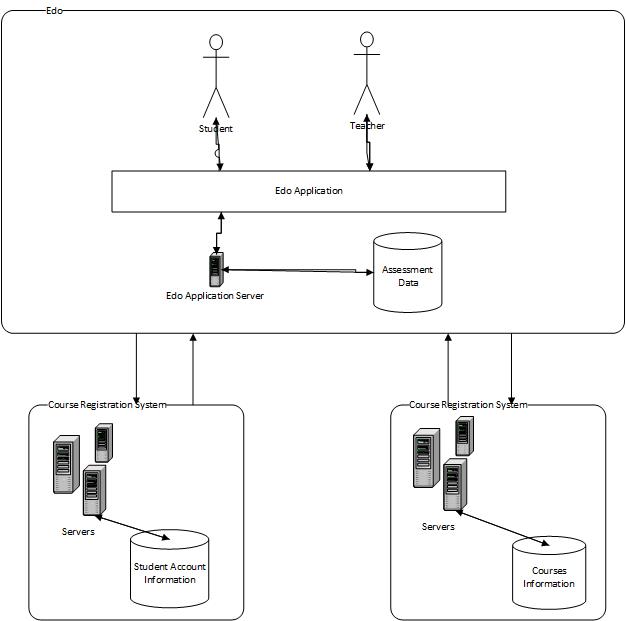 Edo
Student
Teacher
Edo Application
Assessment
Data
Edo Application Server
Course Registration System
Course Registration System
Servers
Student Account
Information
Servers
Courses
Information